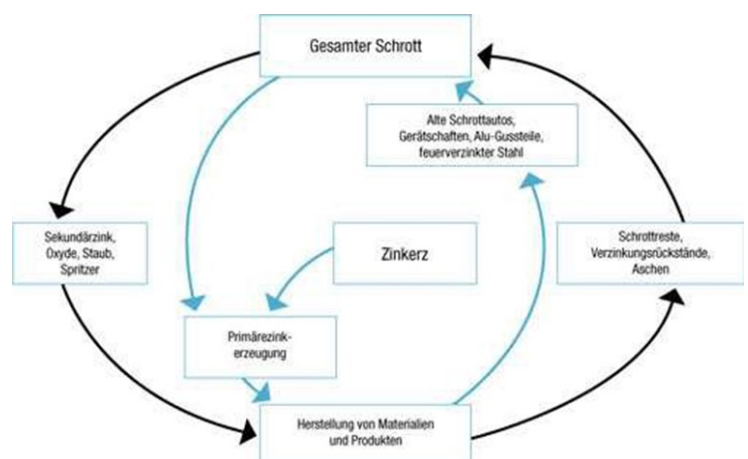 Gesamter Schrott
Alte Schrottautos,
Gerätschaften, Alu-Gussteile,
feuerverzinkter Stahl
Sekundärzink,
Oxyde, Staub,
Spritzer
Zinkerz
Schrottreste,
Verzinkungsrückstände,
Aschen
Primärezink-
erzeugung
Herstellung von Materialien
und Produkten